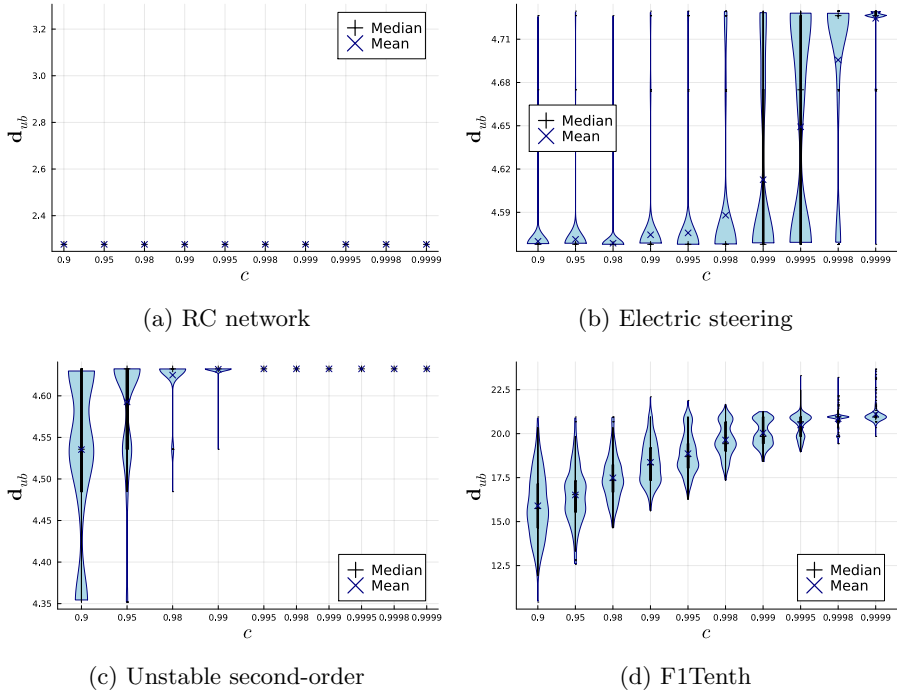 3.2
3.0
2.8
2.6
2.4
d_ub
Median
Mean
0.9 0.95 0.98 0.99 0.995 0.998 0.999 0.9995 0.9998 0.9999
c
(a) RC network
4.71
4.68
4.65
4.62
4.59
d_ub
Median
Mean
0.9 0.95 0.98 0.99 0.995 0.998 0.999 0.9995 0.9998 0.9999
c
(b) Electric steering
4.60
4.55
4.50
4.45
4.40
4.35
d_ub
Median
Mean
0.9 0.95 0.98 0.99 0.995 0.998 0.999 0.9995 0.9998 0.9999
c
(c) Unstable second-order
22.5
20.0
17.5
15.0
12.5
d_ub
Median
Mean
0.9 0.95 0.98 0.99 0.995 0.998 0.999 0.9995 0.9998 0.9999
c
(d) F1Tenth